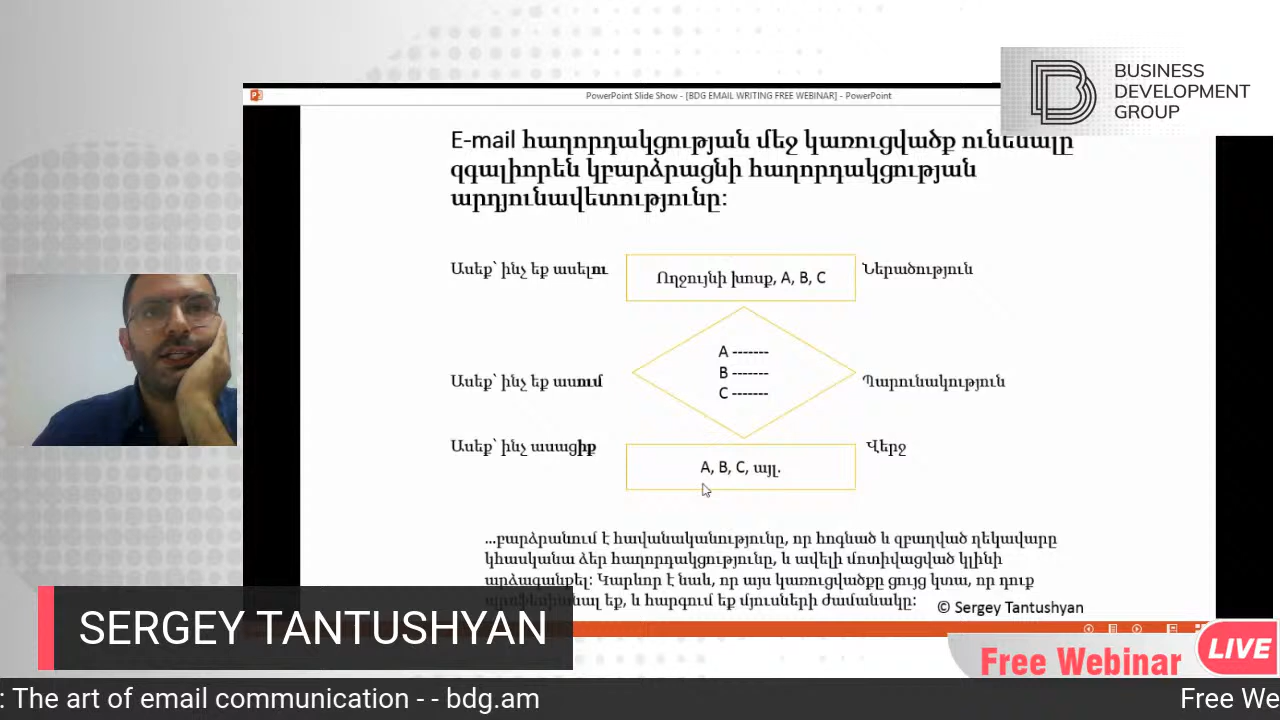 BUSINESS
DEVELOPMENT
GROUP
PowerPoint Slide Show - [BDG EMAIL WRITING FREE WEBINAR] - PowerPoint
E-mail հաղորդակցության մեջ կառուցվածք ունենալը
զգալիորեն կբարձրացնի հաղորդակցության
արդյունավետությունը:
Ասեք՝ ինչ եք ասելու
Ողջույնի խոսք, A, B, C
Ներածություն
A -------
B -------
C -------
Ասեք՝ ինչ եք ասում
Պարունակություն
Ասեք՝ ինչ ասացիք
A, B, C, այլ.
Վերջ
...բարձրանում է հավանականությունը, որ հոգնած և զբաղված ղեկավարը
կհասկանա ձեր հաղորդակցությունը, և ավելի մոտիվացված կլինի
արձագանքել: Կարևոր է նաև, որ այս կառուցվածքը ցույց կտա, որ դուք
պրոֆեսիոնալ եք, և հարգում եք մյուսների ժամանակը:
© Sergey Tantushyan
SERGEY TANTUSHYAN
Free Webinar
LIVE
: The art of email communication - - bdg.am
Free We